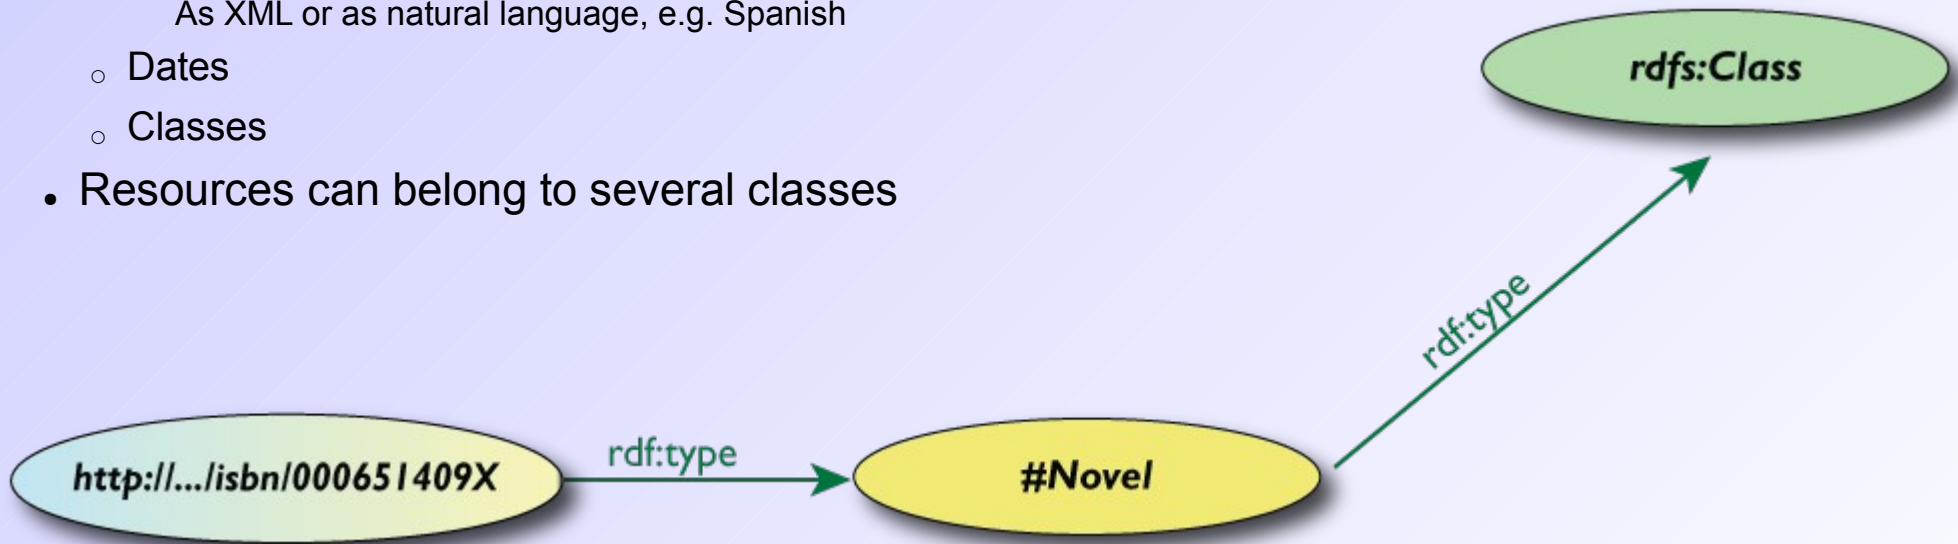 As XML or as natural language, e.g. Spanish
○ Dates
○ Classes
• Resources can belong to several classes
rdfs:Class
rdf:type
http://.../isbn/000651409X
rdf:type
#Novel